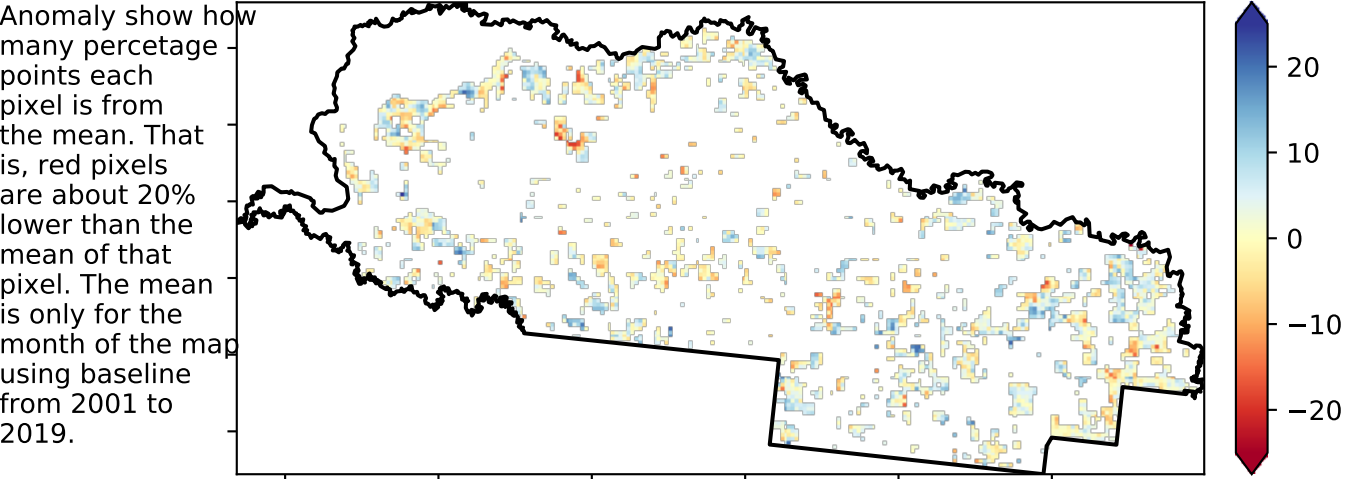 Anomaly show how
many percetage
points each
pixel is from
the mean. That
is, red pixels
are about 20%
lower than the
mean of that
pixel. The mean
is only for the
month of the map
using baseline
from 2001 to
2019.
20
10
0
−10
−20